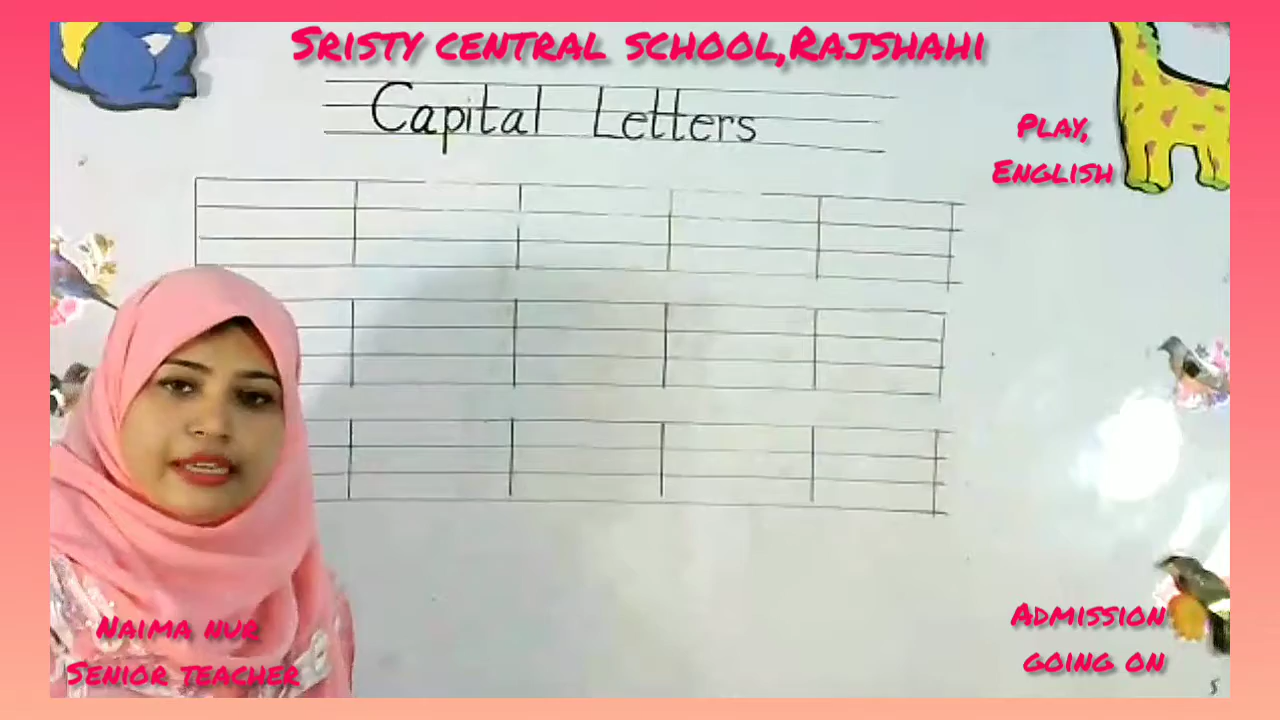 Sristy central school,Rajshahi
Capital Letters
Play,
English
Naima nur
Senior teacher
Admission
going on